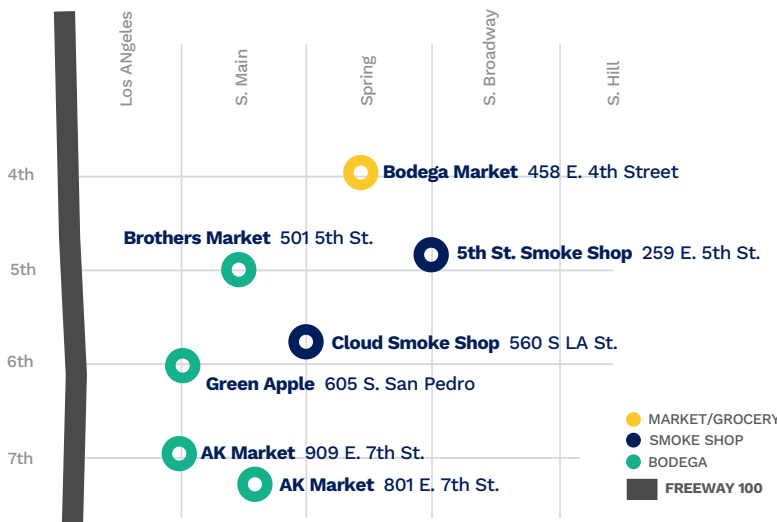 Los ANgeles
S. Main
Spring
S. Broadway
S. Hill
4th
Bodega Market 458 E. 4th Street
Brothers Market 501 5th St.
5th St. Smoke Shop 259 E. 5th St.
5th
Cloud Smoke Shop 560 S LA St.
6th
Green Apple 605 S. San Pedro
MARKET/GROCERY
SMOKE SHOP
AK Market 909 E. 7th St.
7th
BODEGA
AK Market 801 E. 7th St.
FREEWAY 100